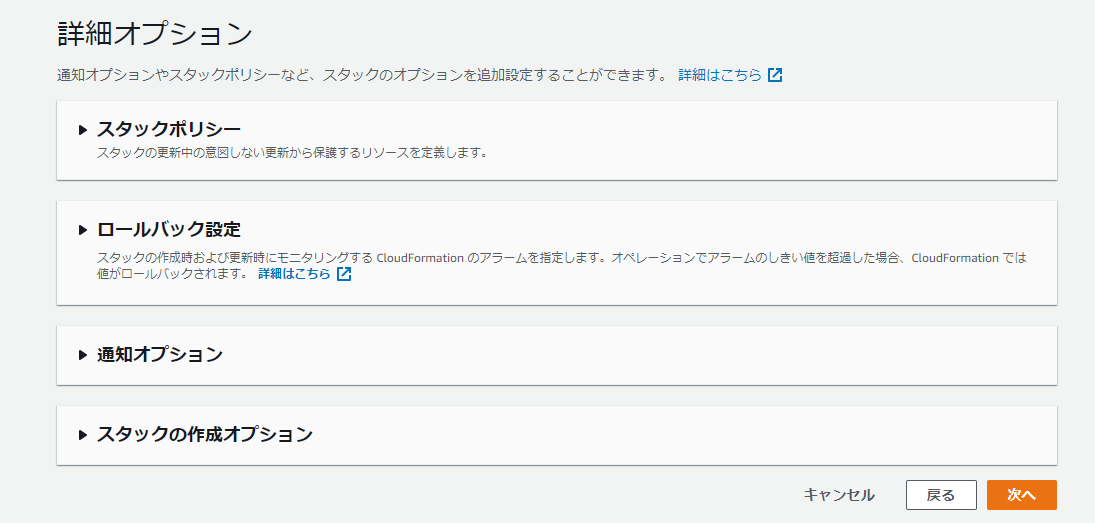 詳細オプション
通知オプションやスタックポリシーなど、スタックのオプションを追加設定することができます。 詳細はこちら
スタックポリシー
スタックの更新中の意図しない更新から保護するリソースを定義します。
ロールバック設定
スタックの作成時および更新時にモニタリングする CloudFormation のアラームを指定します。オペレーションでアラームのしきい値を超過した場合、CloudFormation では
値がロールバックされます。 詳細はこちら
通知オプション
スタックの作成オプション
キャンセル 戻る 次へ